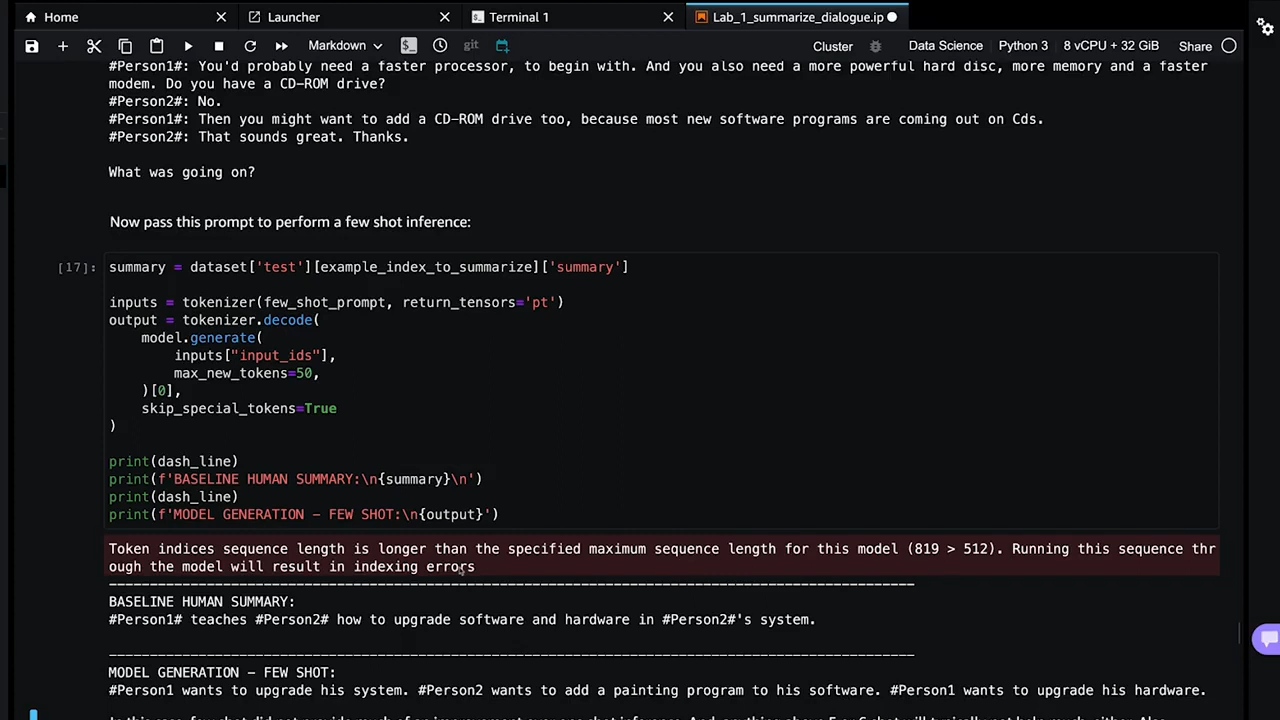 Home
Launcher
Terminal 1
Lab_1_summarize_dialogue.ip
Markdown
git
Cluster
Data Science
Python 3
8 vCPU + 32 GiB
Share
#Person1#: You'd probably need a faster processor, to begin with. And you also need a more powerful hard disc, more memory and a faster
modem. Do you have a CD-ROM drive?
#Person2#: No.
#Person1#: Then you might want to add a CD-ROM drive too, because most new software programs are coming out on Cds.
#Person2#: That sounds great. Thanks.
What was going on?
Now pass this prompt to perform a few shot inference:
[17]:
summary = dataset['test'][example_index_to_summarize]['summary']
inputs = tokenizer(few_shot_prompt, return_tensors='pt')
output = tokenizer.decode(
model.generate(
inputs["input_ids"],
max_new_tokens=50,
)[0],
skip_special_tokens=True
)
print(dash_line)
print(f'BASELINE HUMAN SUMMARY:\n{summary}\n')
print(dash_line)
print(f'MODEL GENERATION - FEW SHOT:\n{output}')
Token indices sequence length is longer than the specified maximum sequence length for this model (819 > 512). Running this sequence thr
ough the model will result in indexing errors
---------------------------------------------------------------------------------------------------
BASELINE HUMAN SUMMARY:
#Person1# teaches #Person2# how to upgrade software and hardware in #Person2#'s system.
---------------------------------------------------------------------------------------------------
MODEL GENERATION - FEW SHOT:
#Person1 wants to upgrade his system. #Person2 wants to add a painting program to his software. #Person1 wants to upgrade his hardware.